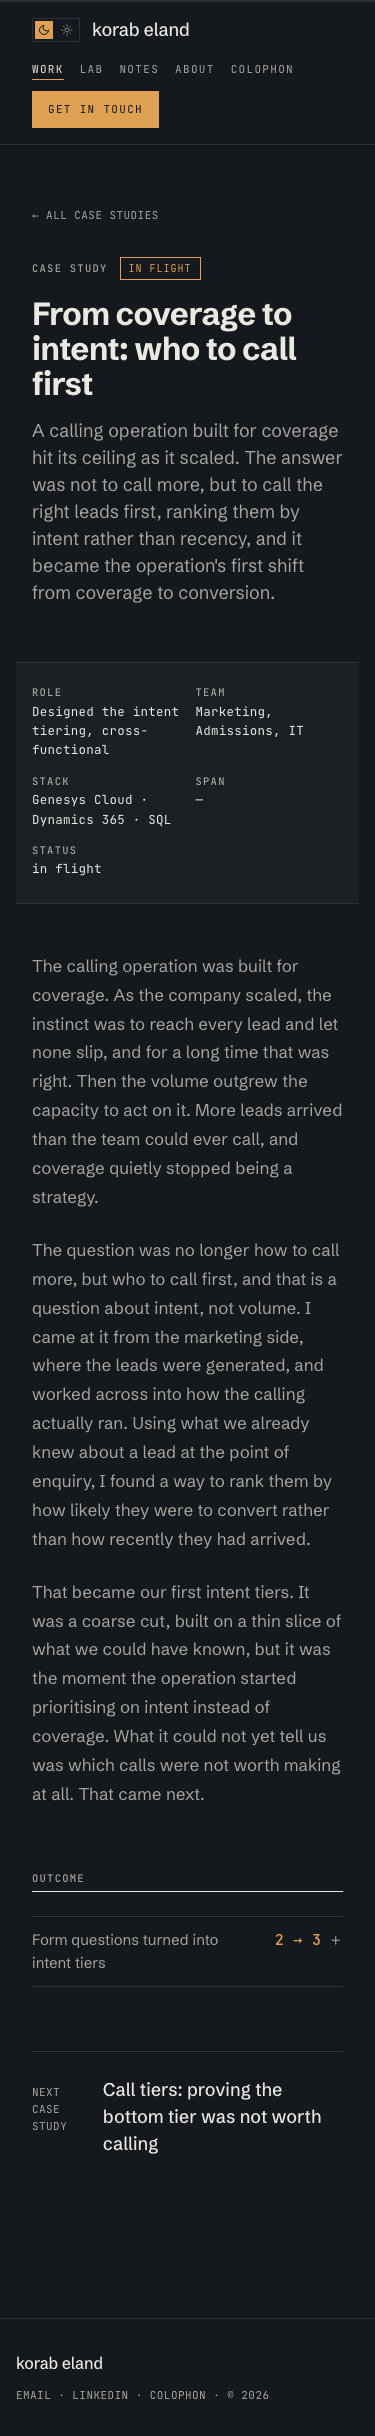 korab eland
WORK LAB NOTES ABOUT COLOPHON
GET IN TOUCH
← ALL CASE STUDIES
CASE STUDY IN FLIGHT
From coverage to
intent: who to call
first
A calling operation built for coverage
hit its ceiling as it scaled. The answer
was not to call more, but to call the
right leads first, ranking them by
intent rather than recency, and it
became the operation's first shift
from coverage to conversion.
ROLE
Designed the intent
tiering, cross-
functional
TEAM
Marketing,
Admissions, IT
STACK
Genesys Cloud ·
Dynamics 365 · SQL
SPAN
—
STATUS
in flight
The calling operation was built for
coverage. As the company scaled, the
instinct was to reach every lead and let
none slip, and for a long time that was
right. Then the volume outgrew the
capacity to act on it. More leads arrived
than the team could ever call, and
coverage quietly stopped being a
strategy.
The question was no longer how to call
more, but who to call first, and that is a
question about intent, not volume. I
came at it from the marketing side,
where the leads were generated, and
worked across into how the calling
actually ran. Using what we already
knew about a lead at the point of
enquiry, I found a way to rank them by
how likely they were to convert rather
than how recently they had arrived.
That became our first intent tiers. It
was a coarse cut, built on a thin slice of
what we could have known, but it was
the moment the operation started
prioritising on intent instead of
coverage. What it could not yet tell us
was which calls were not worth making
at all. That came next.
OUTCOME
Form questions turned into
intent tiers
2 → 3 +
NEXT
CASE
STUDY
Call tiers: proving the
bottom tier was not worth
calling
korab eland
EMAIL · LINKEDIN · COLOPHON · © 2026